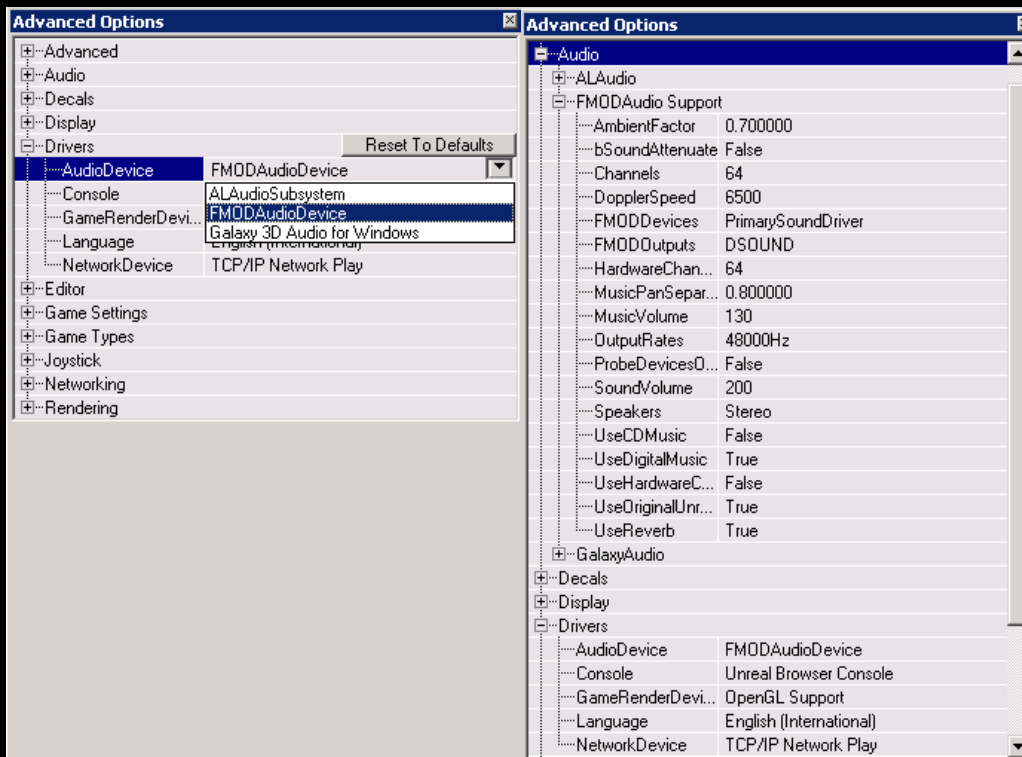 Advanced Options
Advanced
Audio
Decals
Display
Drivers
Reset To Defaults
AudioDevice FMODAudioDevice
Console ALAudioSubsystem
GameRenderDevi... FMODAudioDevice
Galaxy 3D Audio for Windows
Language English (International)
NetworkDevice TCP/IP Network Play
Editor
Game Settings
Game Types
Joystick
Networking
Rendering
Advanced Options
Audio
ALAudio
FMODAudio Support
AmbientFactor 0.700000
bSoundAttenuate False
Channels 64
DopplerSpeed 6500
FMODDevices PrimarySoundDriver
FMODOutputs DSOUND
HardwareChan... 64
MusicPanSepar... 0.800000
MusicVolume 130
OutputRates 48000Hz
ProbeDevicesO... False
SoundVolume 200
Speakers Stereo
UseCDMusic False
UseDigitalMusic True
UseHardwareC... False
UseOriginalUnr... True
UseReverb True
GalaxyAudio
Decals
Display
Drivers
AudioDevice FMODAudioDevice
Console Unreal Browser Console
GameRenderDevi... OpenGL Support
Language English (International)
NetworkDevice TCP/IP Network Play